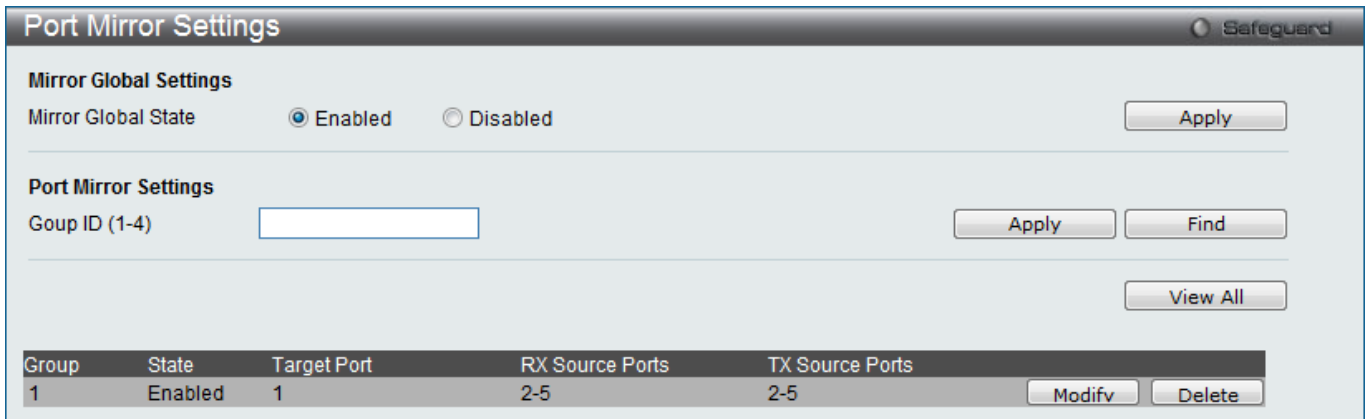 Port Mirror Settings
Safeguard
Mirror Global Settings
Mirror Global State Enabled Disabled Apply
Port Mirror Settings
Goup ID (1-4) Apply Find
View All
Group State Target Port RX Source Ports TX Source Ports
1 Enabled 1 2-5 2-5 Modify Delete